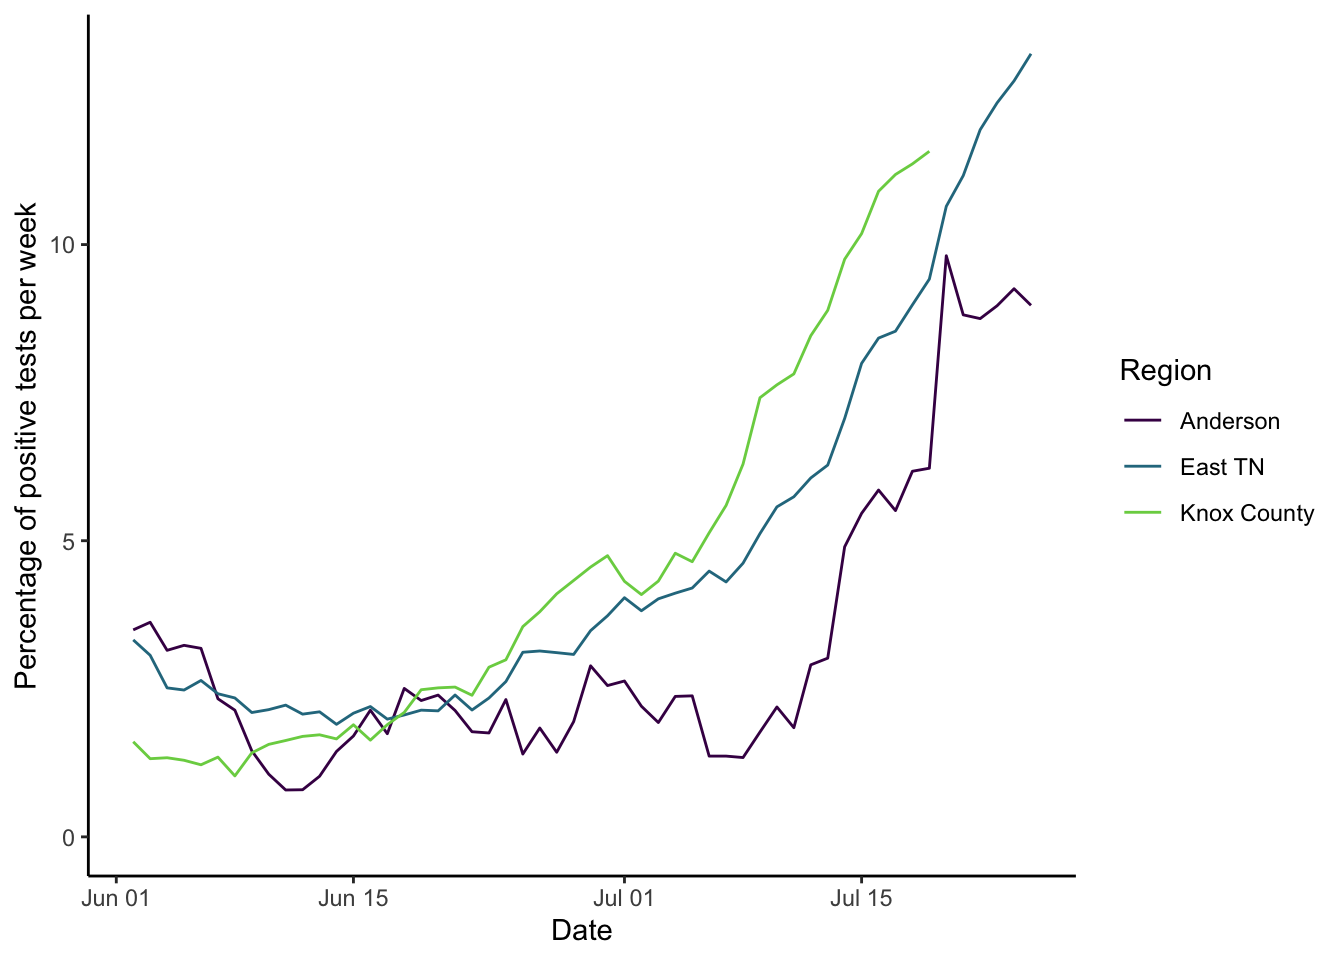 Percentage of positive tests per week
10
5
0
Jun 01
Jun 15
Jul 01
Jul 15
Date
Region
Anderson
East TN
Knox County